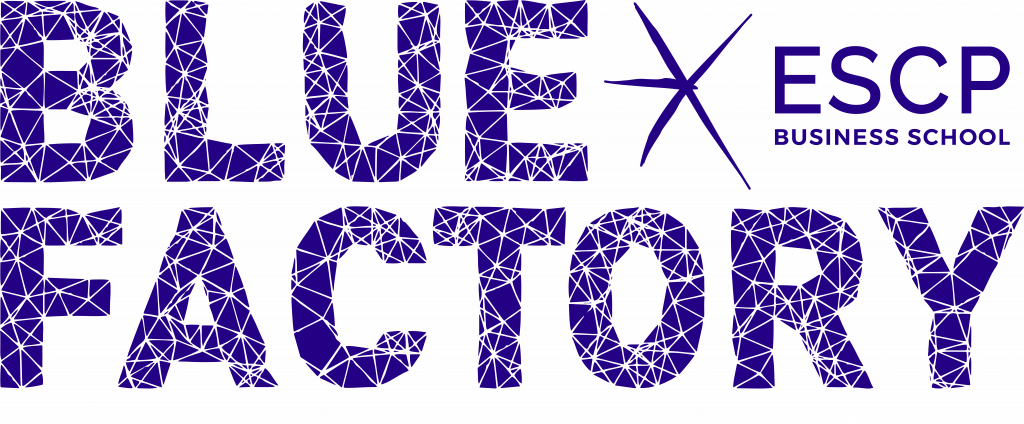 BLUE
ESCP
BUSINESS SCHOOL
FACTORY